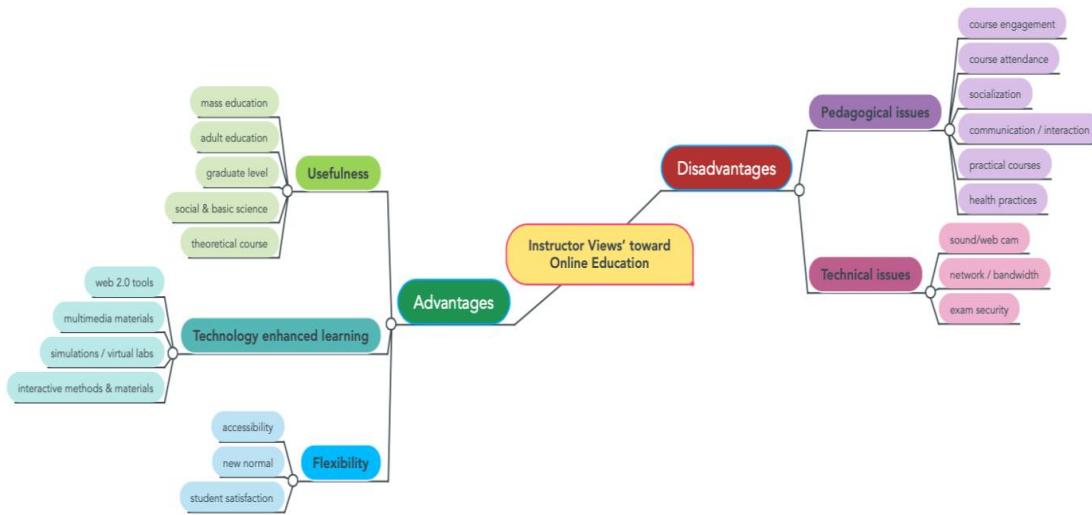 Instructor Views' toward
Online Education
Advantages
Usefulness
mass education
adult education
graduate level
social & basic science
theoretical course
Technology enhanced learning
web 2.0 tools
multimedia materials
simulations / virtual labs
interactive methods & materials
Flexibility
accessibility
new normal
student satisfaction
Disadvantages
Pedagogical issues
course engagement
course attendance
socialization
communication / interaction
practical courses
health practices
Technical issues
sound/web cam
network / bandwidth
exam security